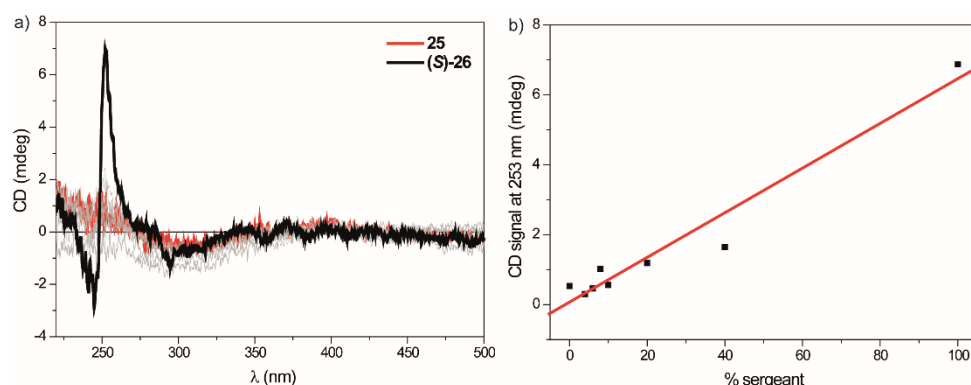 a)
25
(S)-26
CD (mdeg)
8
6
4
2
0
-2
-4
250 300 350 400 450 500
λ (nm)
b)
CD signal at 253 nm (mdeg)
8
6
4
2
0
0 20 40 60 80 100
% sergeant